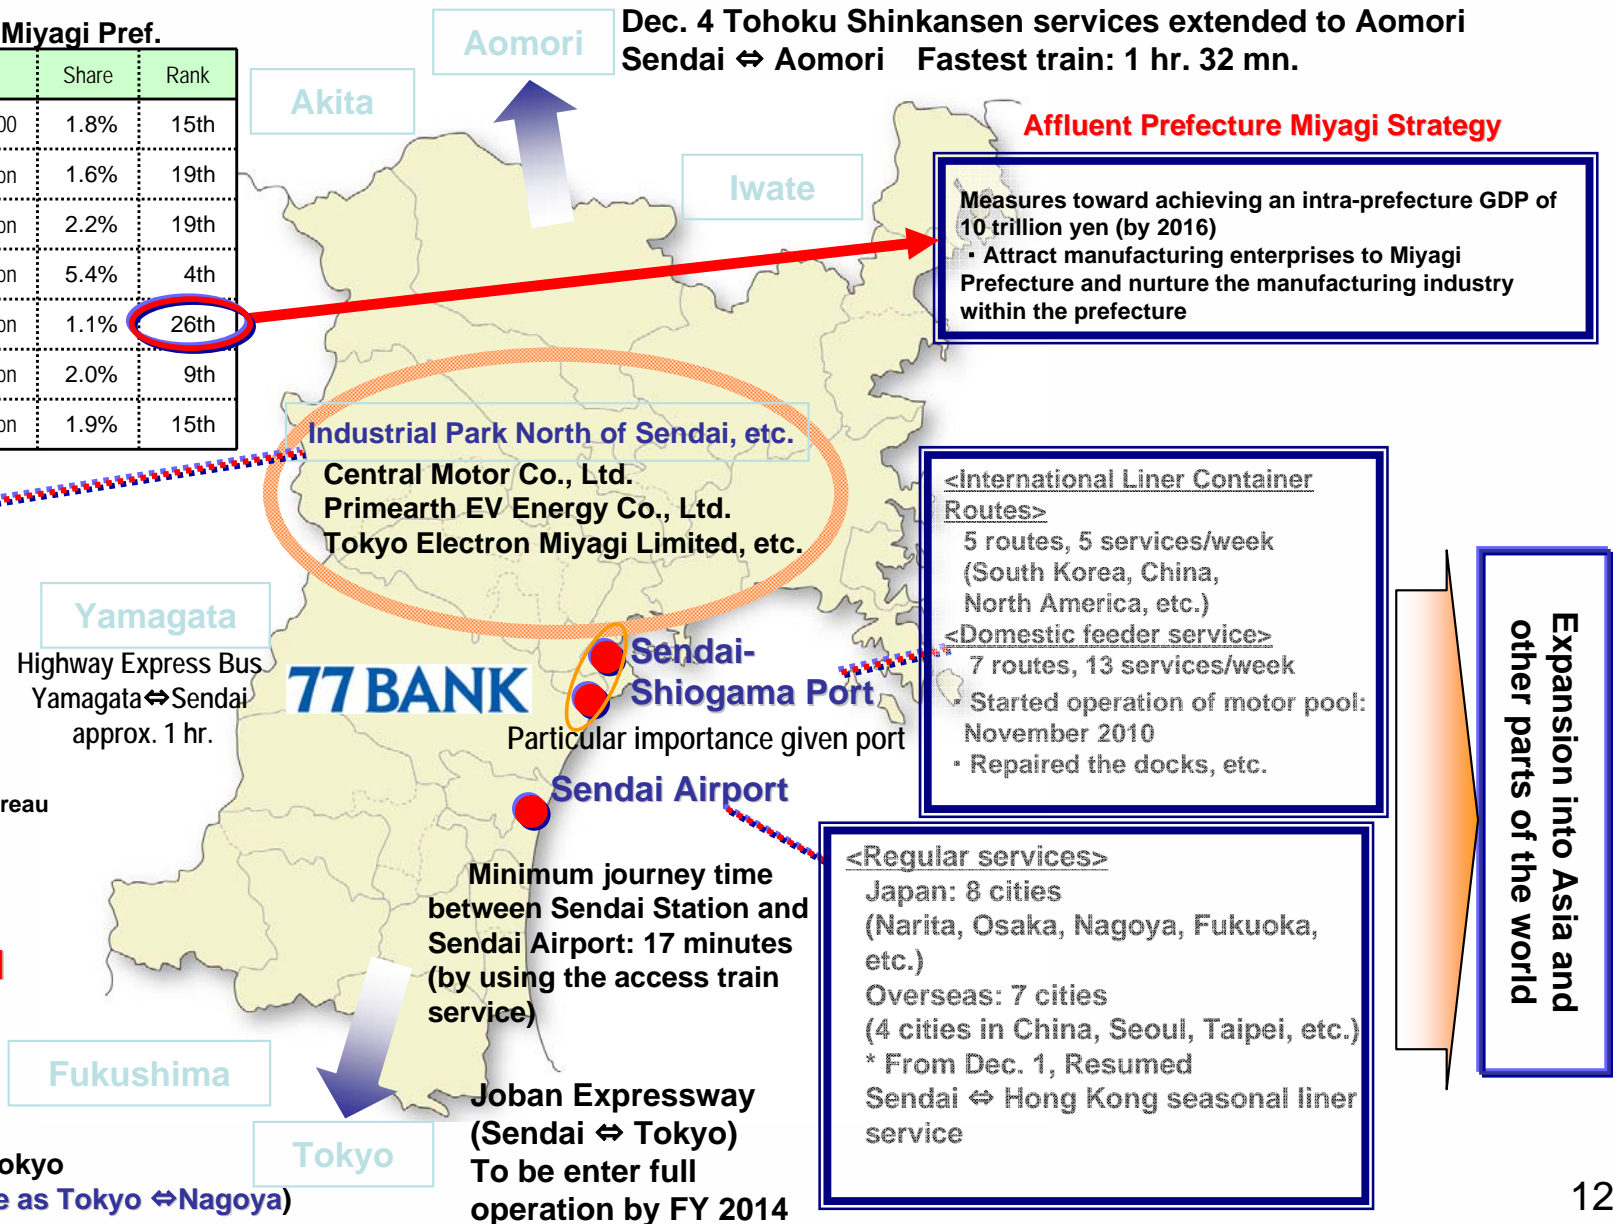 Miyagi Pref.
Share Rank
00 1.8% 15th
on 1.6% 19th
on 2.2% 19th
on 5.4% 4th
on 1.1% 26th
on 2.0% 9th
on 1.9% 15th
Aomori
Akita
Iwate
Dec. 4 Tohoku Shinkansen services extended to Aomori
Sendai ⇔ Aomori Fastest train: 1 hr. 32 mn.
Affluent Prefecture Miyagi Strategy
Measures toward achieving an intra-prefecture GDP of
10 trillion yen (by 2016)
・Attract manufacturing enterprises to Miyagi
Prefecture and nurture the manufacturing industry
within the prefecture
Industrial Park North of Sendai, etc.
Central Motor Co., Ltd.
Primearth EV Energy Co., Ltd.
Tokyo Electron Miyagi Limited, etc.
Yamagata
Highway Express Bus
Yamagata⇔Sendai
approx. 1 hr.
77 BANK
Sendai-
Shiogama Port
Particular importance given port
Sendai Airport
<International Liner Container
Routes>
5 routes, 5 services/week
(South Korea, China,
North America, etc.)
<Domestic feeder service>
7 routes, 13 services/week
・Started operation of motor pool:
November 2010
・Repaired the docks, etc.
Expansion into Asia and
other parts of the world
reau
Minimum journey time
between Sendai Station and
Sendai Airport: 17 minutes
(by using the access train
service)
<Regular services>
Japan: 8 cities
(Narita, Osaka, Nagoya, Fukuoka,
etc.)
Overseas: 7 cities
(4 cities in China, Seoul, Taipei, etc.)
* From Dec. 1, Resumed
Sendai ⇔ Hong Kong seasonal liner
service
Fukushima
Tokyo
Joban Expressway
(Sendai ⇔ Tokyo)
To be enter full
operation by FY 2014
okyo
e as Tokyo ⇔Nagoya)
12